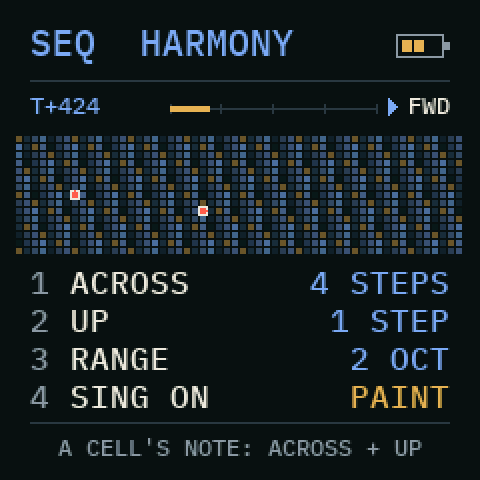 SEQ HARMONY
T+424 FWD
1 ACROSS 4 STEPS
2 UP 1 STEP
3 RANGE 2 OCT
4 SING ON PAINT
A CELL'S NOTE: ACROSS + UP